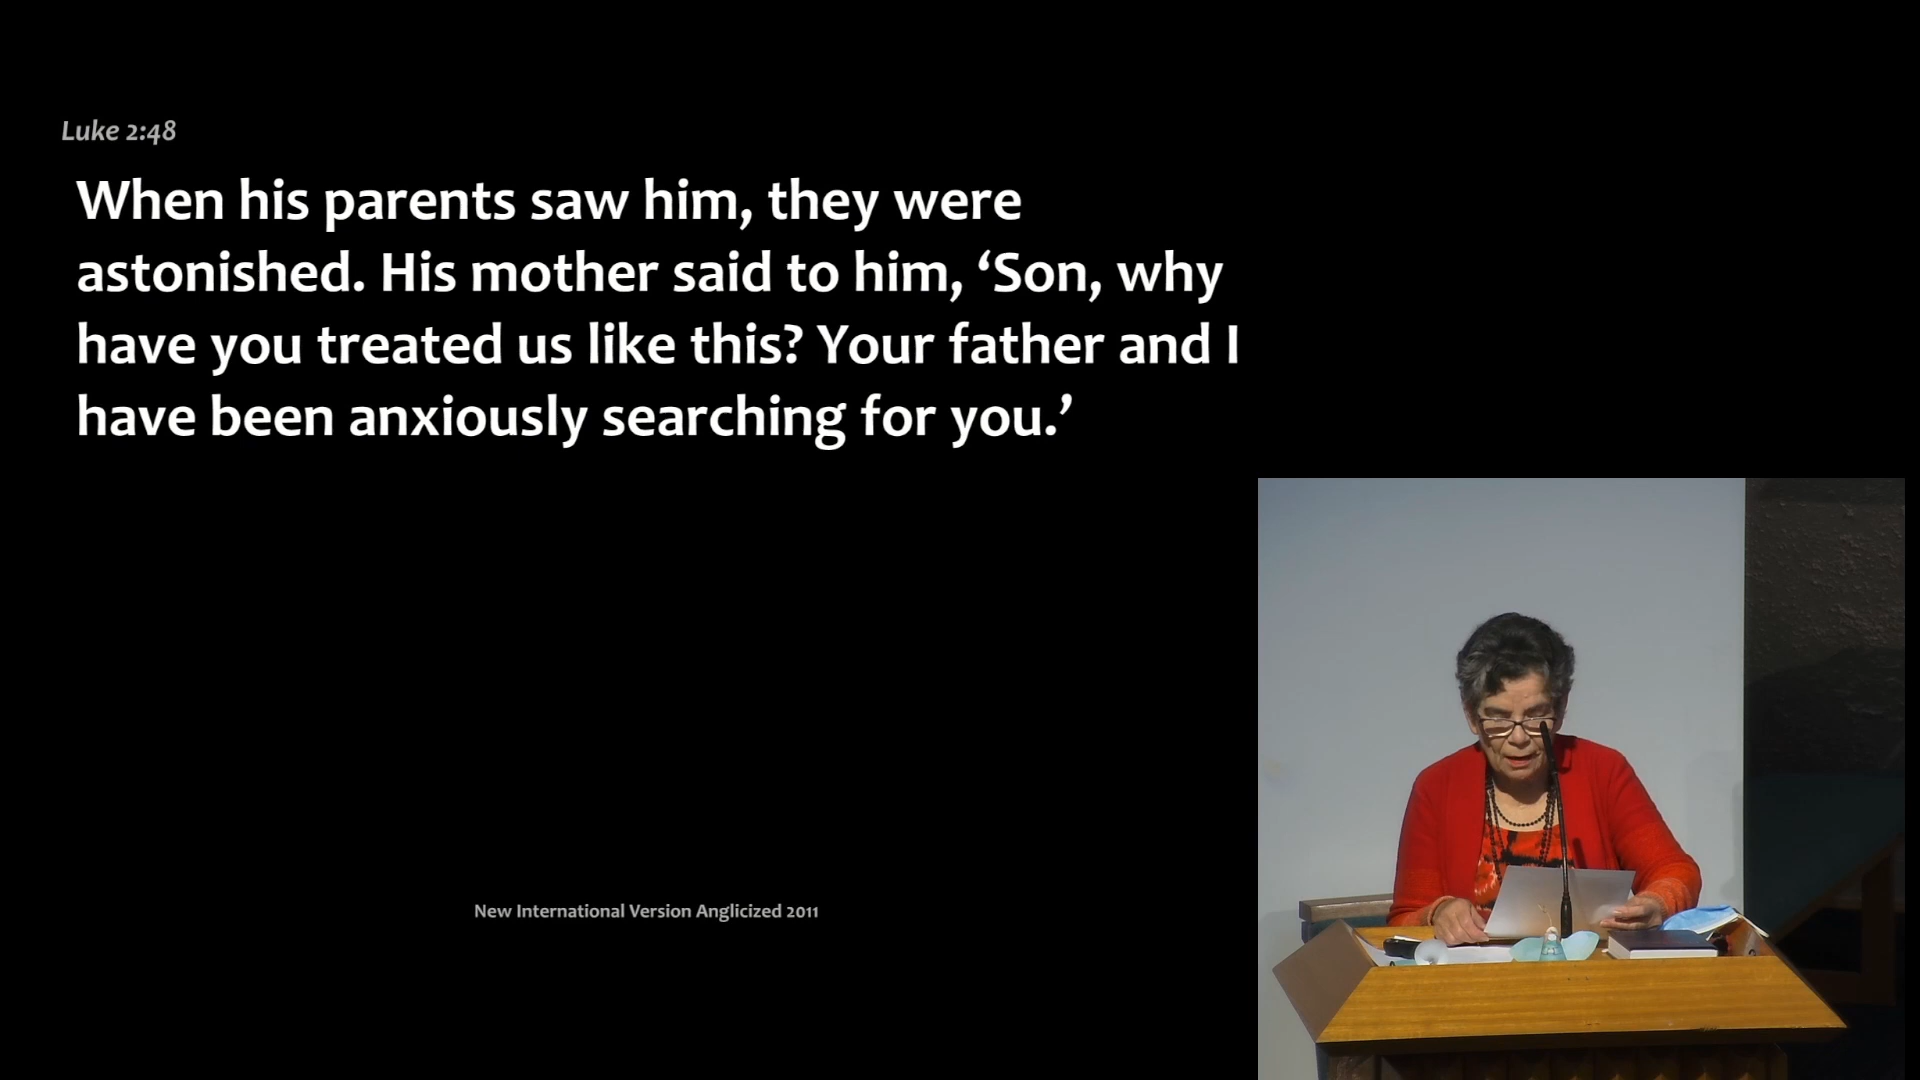 Luke 2:48
When his parents saw him, they were
astonished. His mother said to him, ‘Son, why
have you treated us like this? Your father and I
have been anxiously searching for you.’
New International Version Anglicized 2011